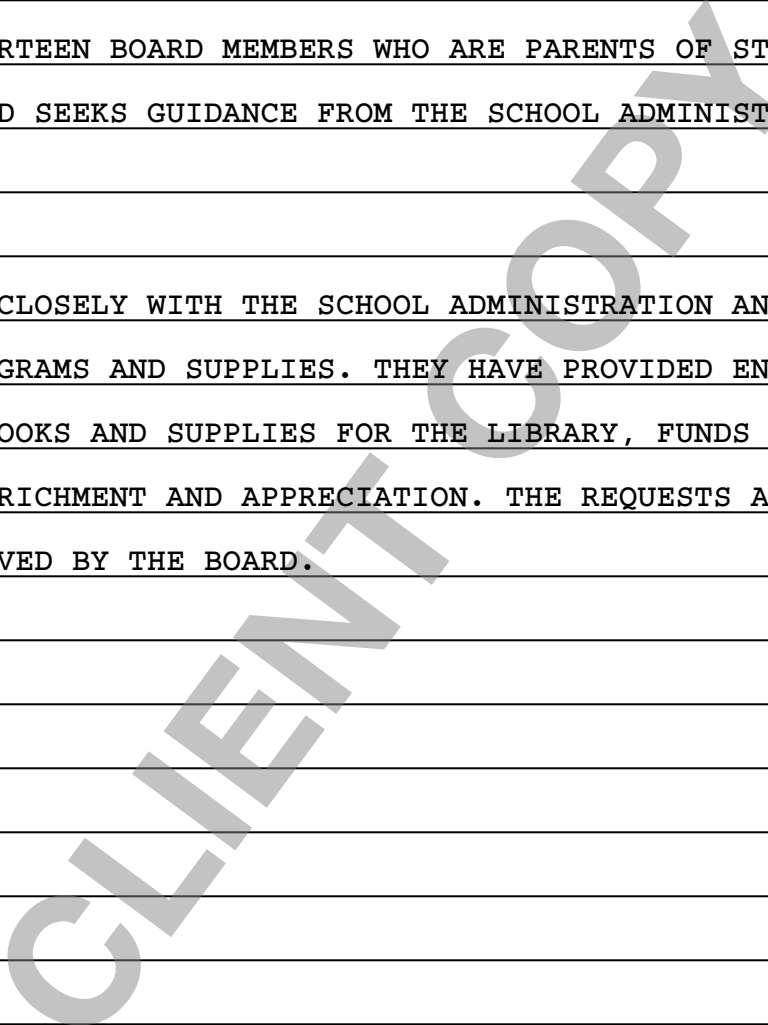 RTEEN BOARD MEMBERS WHO ARE PARENTS OF ST
D SEEKS GUIDANCE FROM THE SCHOOL ADMINIST
CLOSELY WITH THE SCHOOL ADMINISTRATION AN
GRAMS AND SUPPLIES. THEY HAVE PROVIDED EN
OOKS AND SUPPLIES FOR THE LIBRARY, FUNDS
RICHMENT AND APPRECIATION. THE REQUESTS A
VED BY THE BOARD.
CLIENT COPY